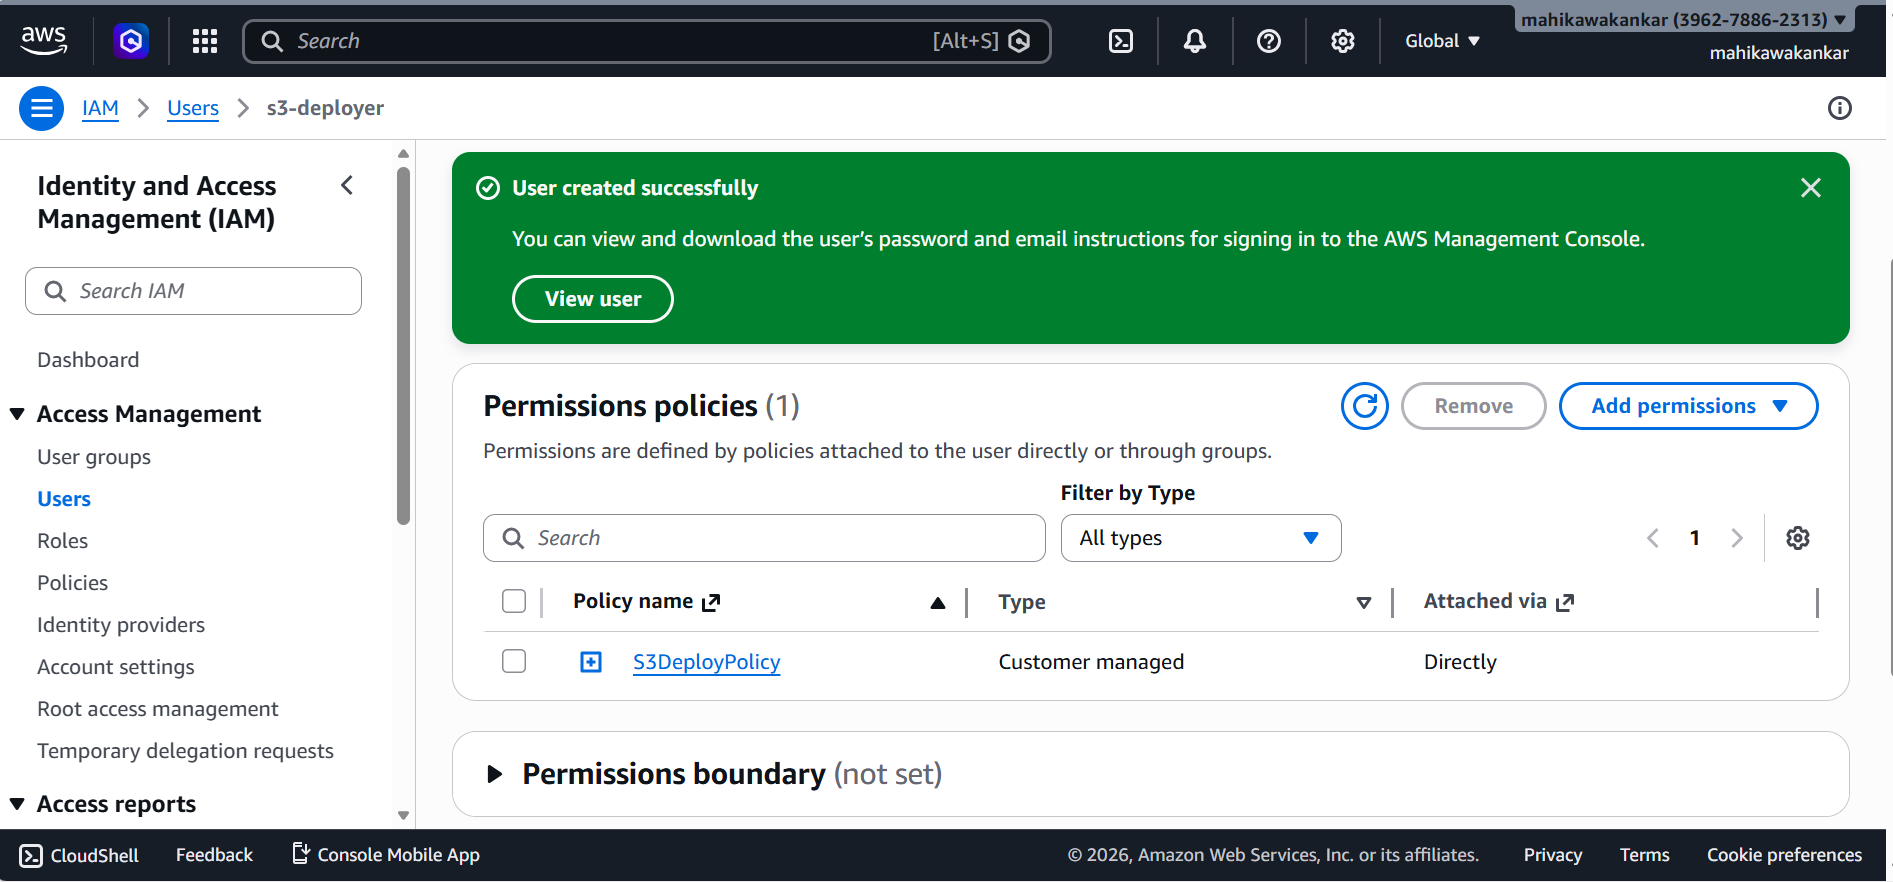 aws
Search
[Alt+S]
Global
mahikawakankar (3962-7886-2313)
mahikawakankar
IAM
Users
s3-deployer
Identity and Access
Management (IAM)
Search IAM
Dashboard
Access Management
User groups
Users
Roles
Policies
Identity providers
Account settings
Root access management
Temporary delegation requests
Access reports
User created successfully
You can view and download the user's password and email instructions for signing in to the AWS Management Console.
View user
Permissions policies (1)
Remove
Add permissions
Permissions are defined by policies attached to the user directly or through groups.
Filter by Type
Search
All types
1
Policy name
Type
Attached via
S3DeployPolicy
Customer managed
Directly
Permissions boundary (not set)
CloudShell
Feedback
Console Mobile App
© 2026, Amazon Web Services, Inc. or its affiliates.
Privacy
Terms
Cookie preferences